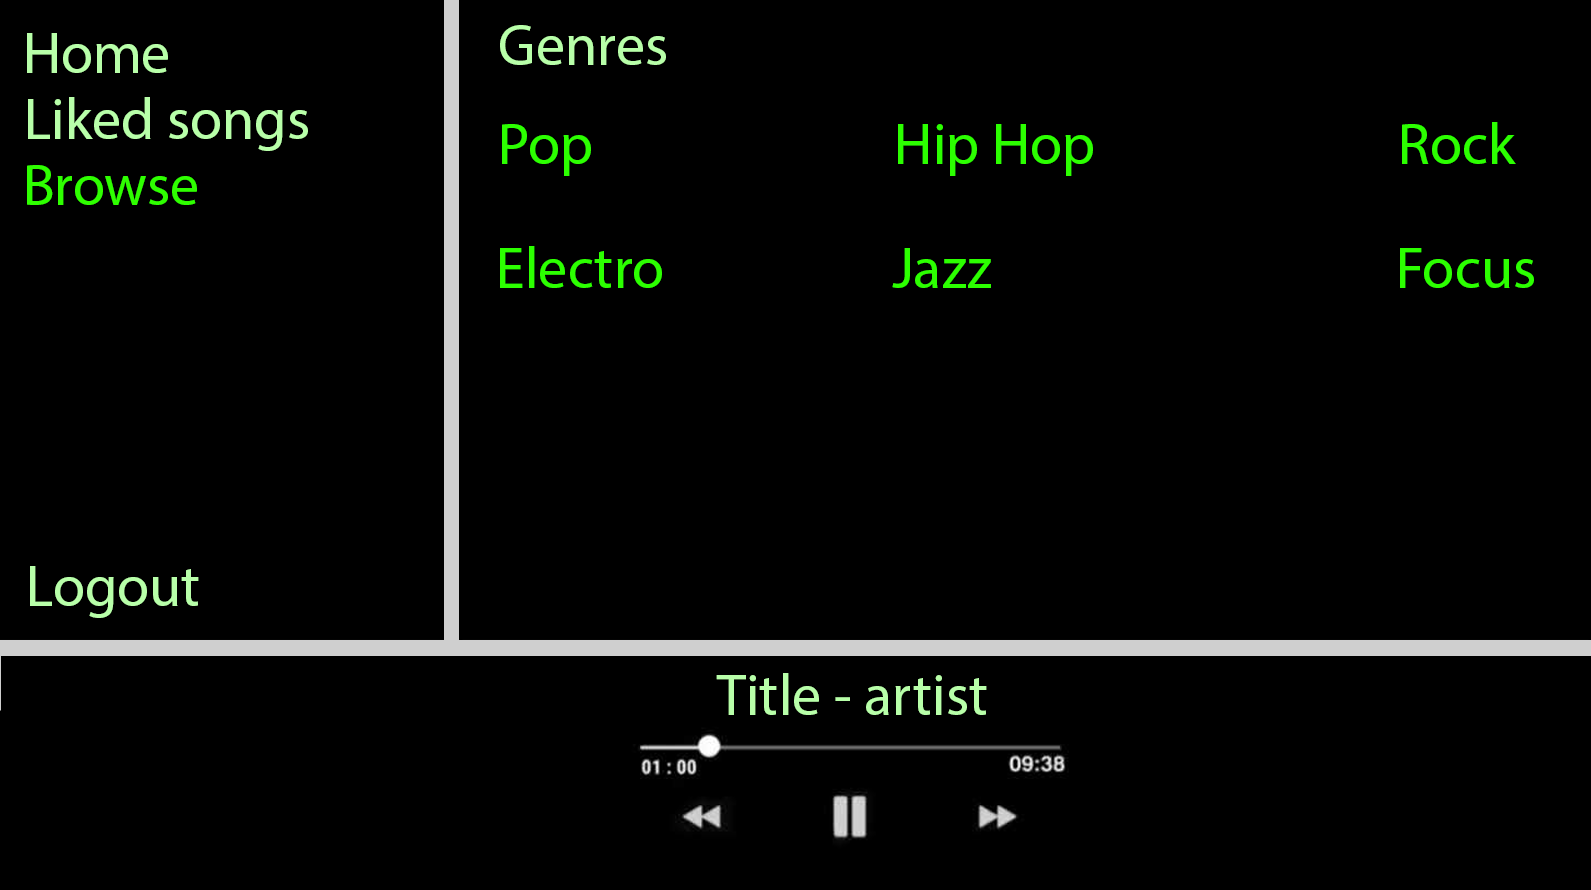 Home
Liked songs
Browse
Logout
Genres
Pop Hip Hop Rock
Electro Jazz Focus
Title - artist
01 : 00 09:38